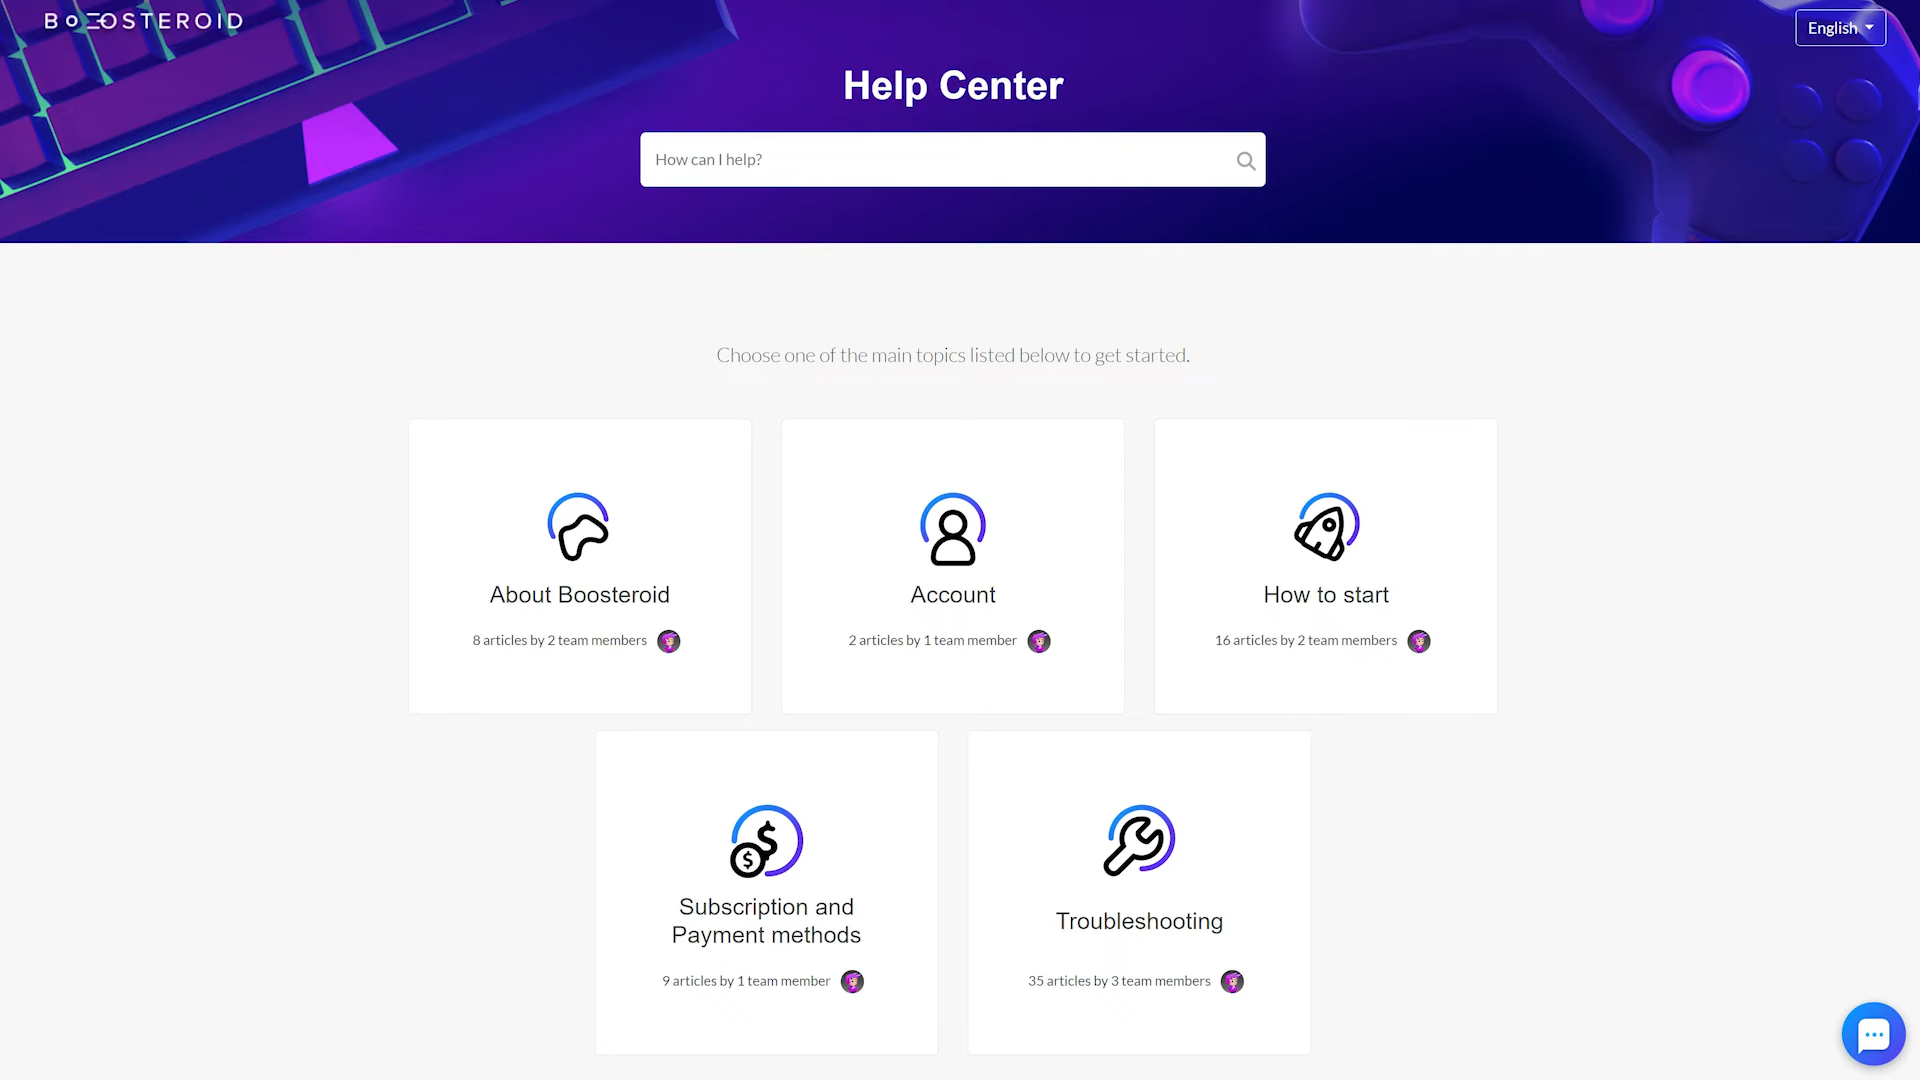 BOOSTEROID
English
Help Center
How can I help?
Choose one of the main topics listed below to get started.
About Boosteroid
8 articles by 2 team members
Account
2 articles by 1 team member
How to start
16 articles by 2 team members
Subscription and
Payment methods
9 articles by 1 team member
Troubleshooting
35 articles by 3 team members